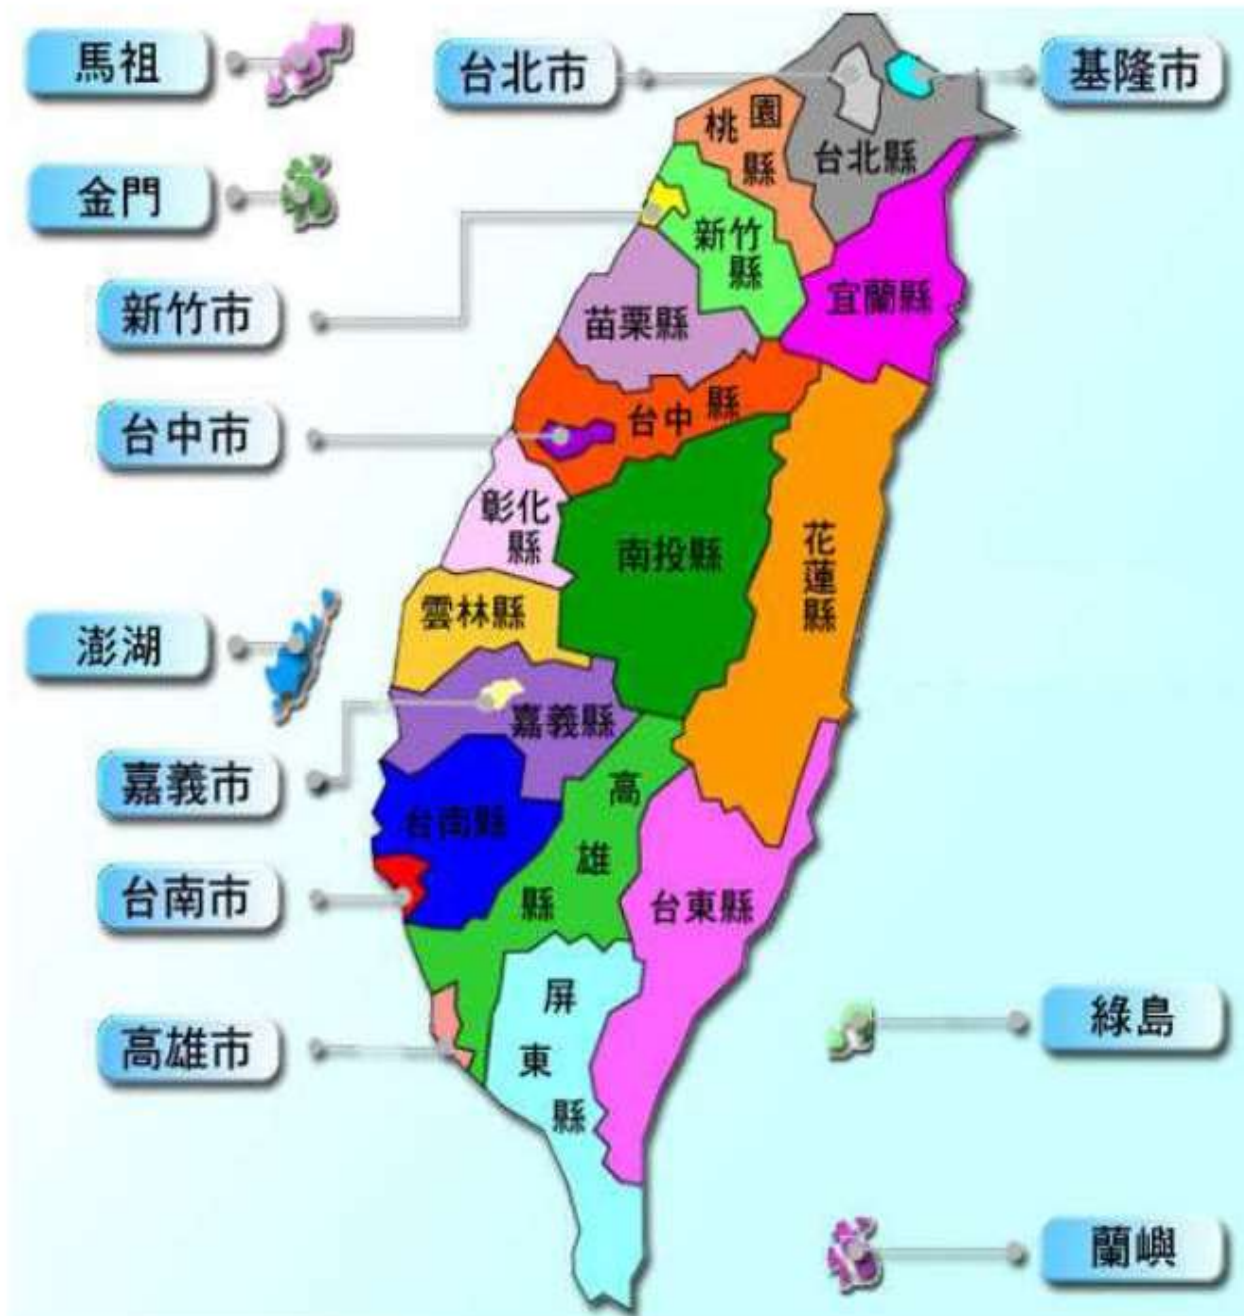 馬祖
台北市
基隆市
桃園縣
台北縣
金門
新竹縣
宜蘭縣
新竹市
苗栗縣
台中縣
台中市
彰化縣
南投縣
花蓮縣
雲林縣
澎湖
嘉義縣
嘉義市
高雄縣
台南縣
台南市
台東縣
屏東縣
綠島
高雄市
蘭嶼